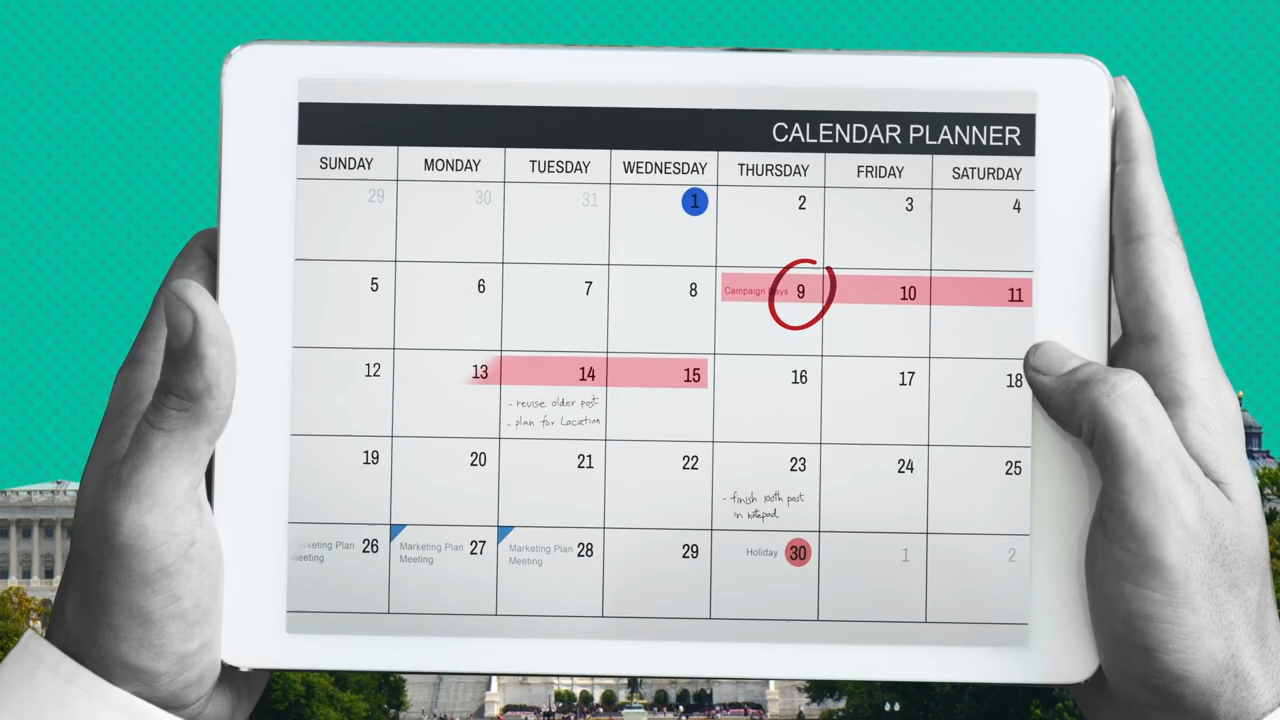 CALENDAR PLANNER
SUNDAY MONDAY TUESDAY WEDNESDAY THURSDAY FRIDAY SATURDAY
29 30 31 1 2 3 4
5 6 7 8 9 10 11
Campaign Days
12 13 14 15 16 17 18
- revise older post
- plan for Location
19 20 21 22 23 24 25
- finish 100th post
in notepad
26 27 28 29 30 1 2
Plan Marketing Plan Marketing Plan Holiday
Meeting Meeting